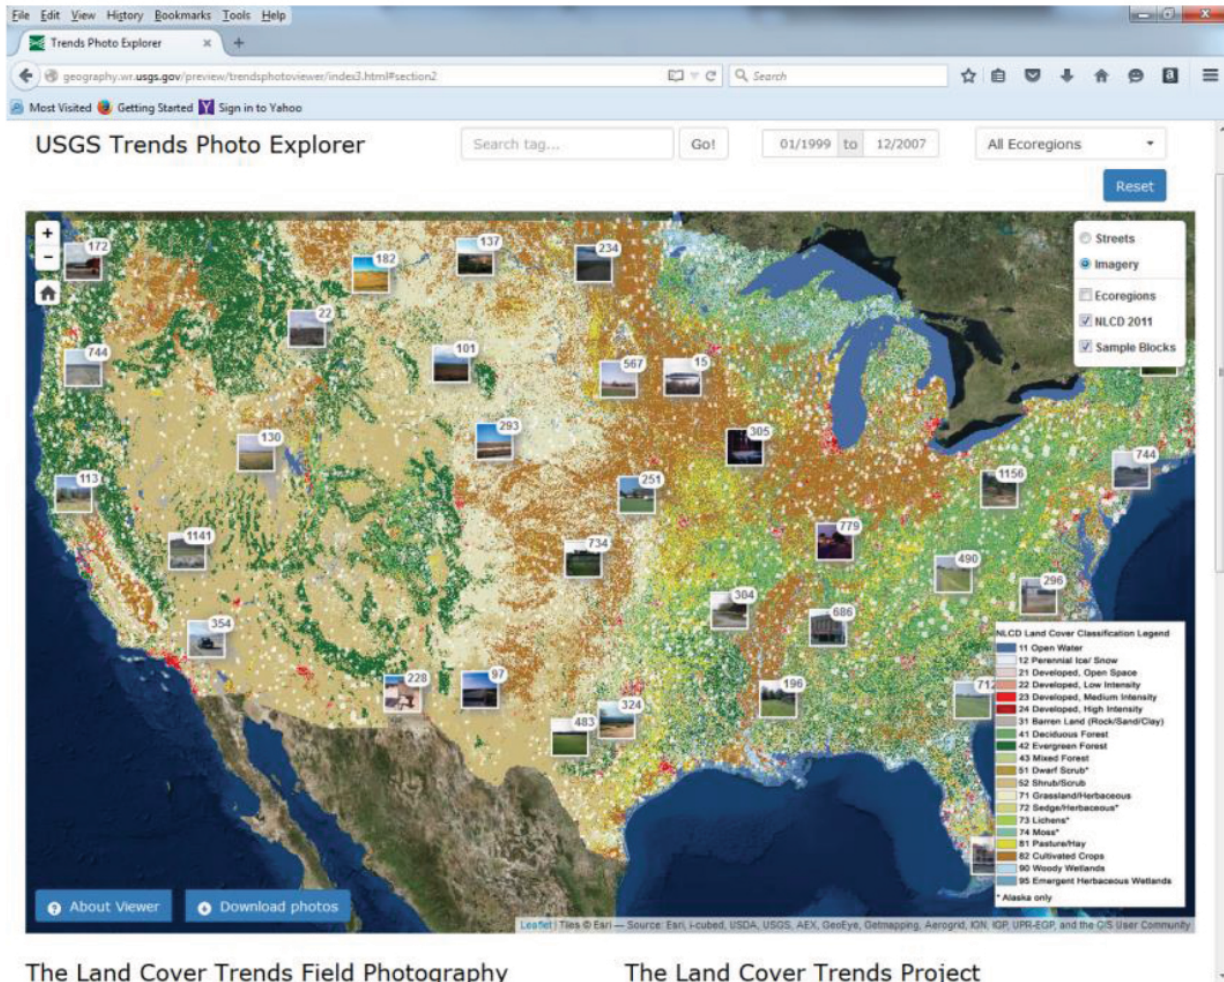 File Edit View History Bookmarks Tools Help
Trends Photo Explorer
geography.wr.usgs.gov/preview/trendsphotoviewer/index3.html#section2
Search
Most Visited Getting Started Sign in to Yahoo
USGS Trends Photo Explorer
Search tag...
Go!
01/1999 to 12/2007
All Ecoregions
Reset
+
−
Streets
Imagery
Ecoregions
NLCD 2011
Sample Blocks
172
182
137
234
22
744
101
567
15
130
293
305
113
251
1156
744
1141
734
779
490
296
304
686
354
228
97
196
712
324
483
NLCD Land Cover Classification Legend
11 Open Water
12 Perennial Ice/ Snow
21 Developed, Open Space
22 Developed, Low Intensity
23 Developed, Medium Intensity
24 Developed, High Intensity
31 Barren Land (Rock/Sand/Clay)
41 Deciduous Forest
42 Evergreen Forest
43 Mixed Forest
51 Dwarf Scrub*
52 Shrub/Scrub
71 Grassland/Herbaceous
72 Sedge/Herbaceous*
73 Lichens*
74 Moss*
81 Pasture/Hay
82 Cultivated Crops
90 Woody Wetlands
95 Emergent Herbaceous Wetlands
* Alaska only
About Viewer
Download photos
Leaflet | Tiles © Esri — Source: Esri, i-cubed, USDA, USGS, AEX, GeoEye, Getmapping, Aerogrid, IGN, IGP, UPR-EGP, and the GIS User Community
The Land Cover Trends Field Photography
The Land Cover Trends Project